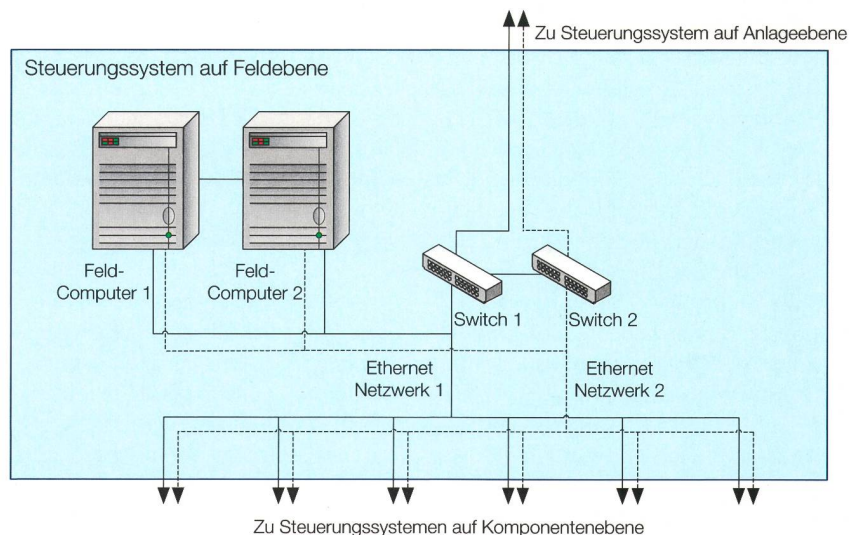 Zu Steuerungssystem auf Anlageebene
Steuerungssystem auf Feldebene
Feld-
Computer 1
Feld-
Computer 2
Switch 1
Switch 2
Ethernet
Netzwerk 1
Ethernet
Netzwerk 2
Zu Steuerungssystemen auf Komponentenebene